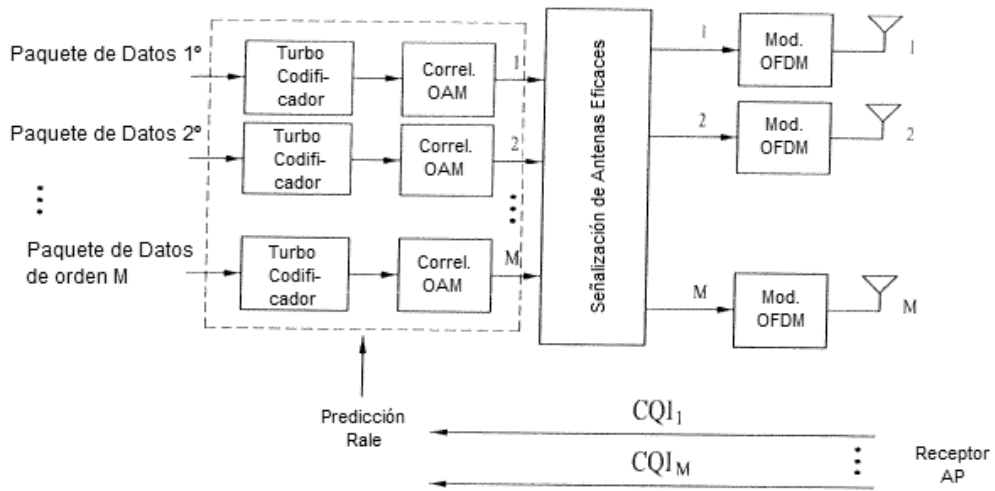 Paquete de Datos 1º
Turbo
Codifi-
cador
Correl.
OAM
1
Paquete de Datos 2º
Turbo
Codifi-
cador
Correl.
OAM
2
Paquete de Datos
de orden M
Turbo
Codifi-
cador
Correl.
OAM
M
Señalización de Antenas Eficaces
1
Mod.
OFDM
1
2
Mod.
OFDM
2
M
Mod.
OFDM
M
Predicción
Rale
CQI1
CQIM
Receptor
AP